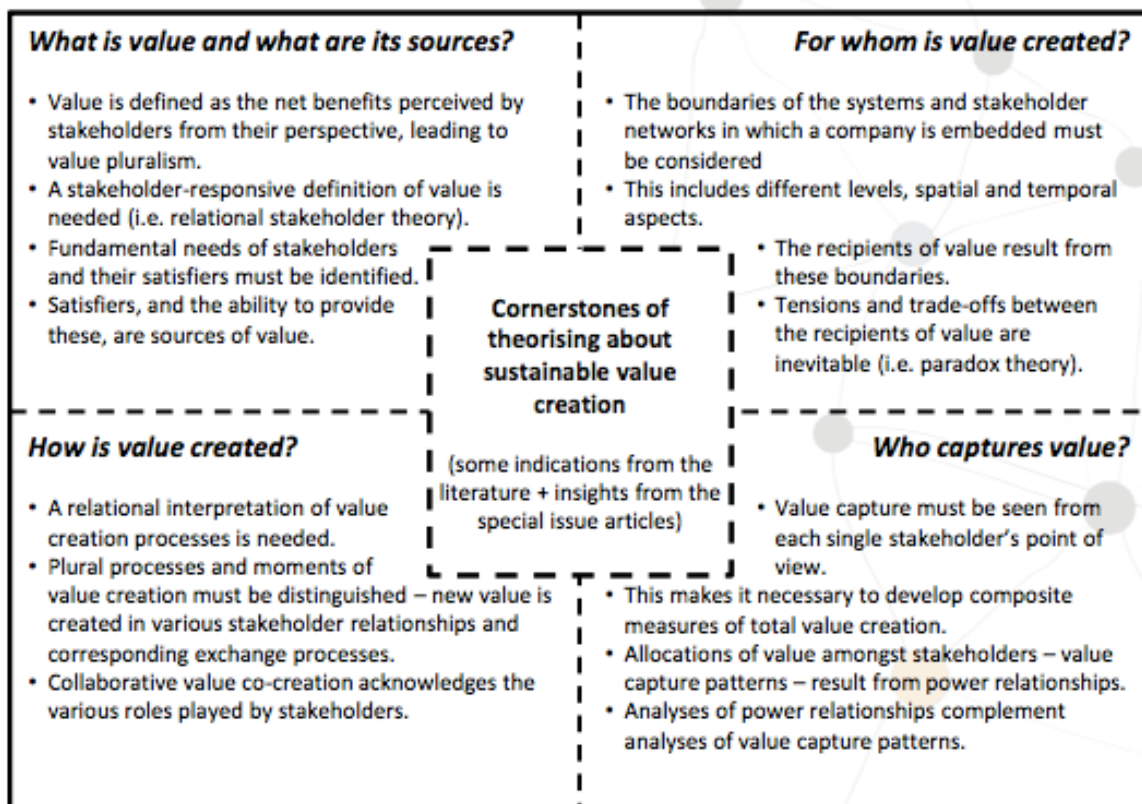 What is value and what are its sources?
• Value is defined as the net benefits perceived by
stakeholders from their perspective, leading to
value pluralism.
• A stakeholder-responsive definition of value is
needed (i.e. relational stakeholder theory).
• Fundamental needs of stakeholders
and their satisfiers must be identified.
• Satisfiers, and the ability to provide
these, are sources of value.
For whom is value created?
• The boundaries of the systems and stakeholder
networks in which a company is embedded must
be considered
• This includes different levels, spatial and temporal
aspects.
• The recipients of value result from
these boundaries.
• Tensions and trade-offs between
the recipients of value are
inevitable (i.e. paradox theory).
Cornerstones of
theorising about
sustainable value
creation
(some indications from the
literature + insights from the
special issue articles)
How is value created?
• A relational interpretation of value
creation processes is needed.
• Plural processes and moments of
value creation must be distinguished – new value is
created in various stakeholder relationships and
corresponding exchange processes.
• Collaborative value co-creation acknowledges the
various roles played by stakeholders.
Who captures value?
• Value capture must be seen from
each single stakeholder's point of
view.
• This makes it necessary to develop composite
measures of total value creation.
• Allocations of value amongst stakeholders – value
capture patterns – result from power relationships.
• Analyses of power relationships complement
analyses of value capture patterns.